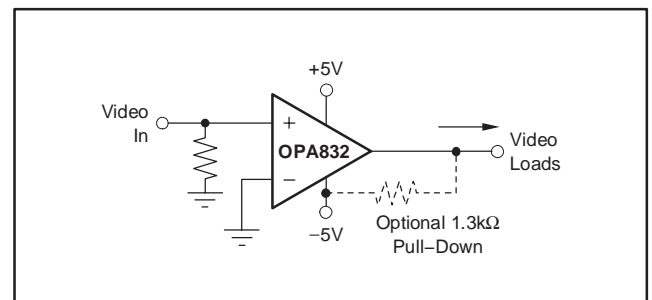 +5V
Video
In
+
OPA832
−
Video
Loads
−5V
Optional 1.3kΩ
Pull−Down